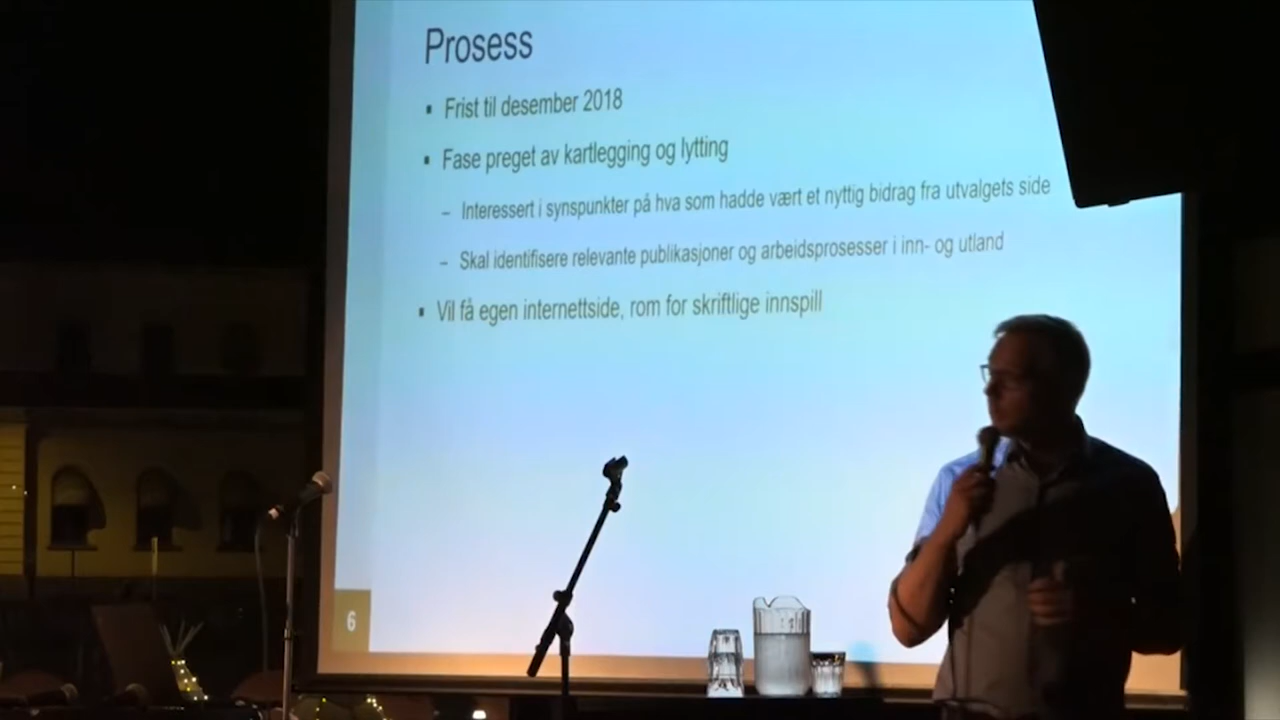 Prosess
▪ Frist til desember 2018
▪ Fase preget av kartlegging og lytting
– Interessert i synspunkter på hva som hadde vært et nyttig bidrag fra utvalgets side
– Skal identifisere relevante publikasjoner og arbeidsprosesser i inn- og utland
▪ Vil få egen internettside, rom for skriftlige innspill
6